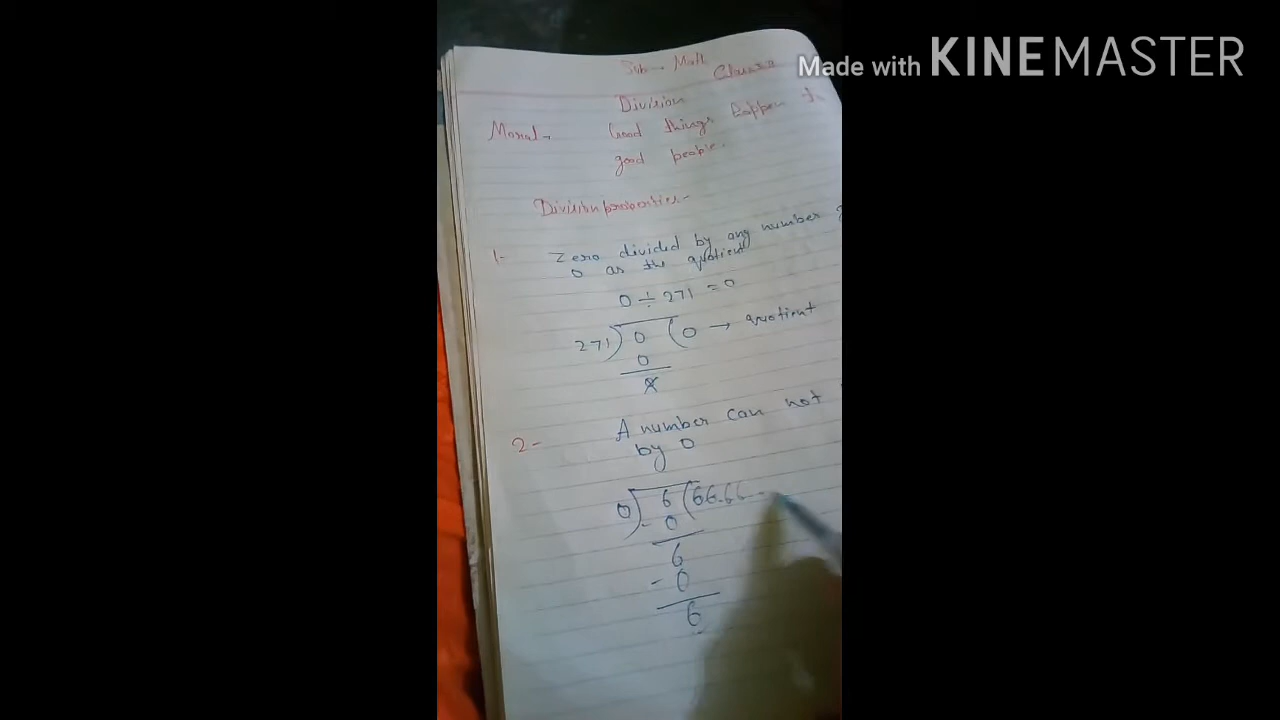 Made with KINEMASTER
Sub → Math
Class
Division
Moral → Good things happen to
good people.
Division properties -
1- Zero divided by any number
0 as the quotient
0 ÷ 271 = 0
271) 0 (0 → quotient
0
x
2- A number can not
by 0
0) 6 (66.66 -
- 0
6
- 0
6